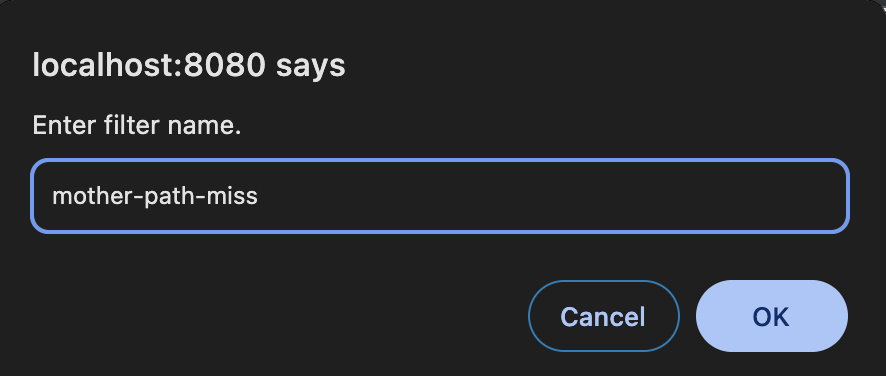 localhost:8080 says
Enter filter name.
mother-path-miss
Cancel
OK